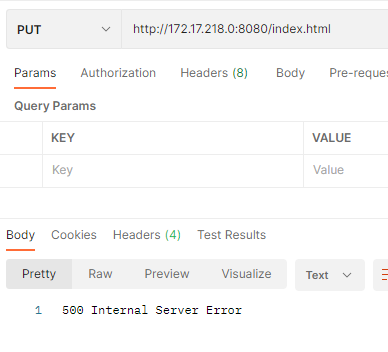 PUT http://172.17.218.0:8080/index.html
Params Authorization Headers (8) Body Pre-reques
Query Params
KEY VALUE
Key Value
Body Cookies Headers (4) Test Results
Pretty Raw Preview Visualize Text
1 500 Internal Server Error